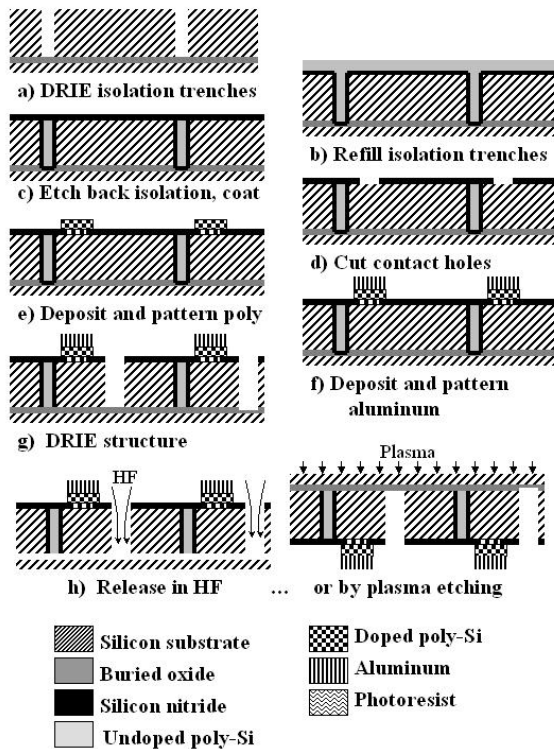 a) DRIE isolation trenches
b) Refill isolation trenches
c) Etch back isolation, coat
d) Cut contact holes
e) Deposit and pattern poly
f) Deposit and pattern
aluminum
g) DRIE structure
HF
Plasma
h) Release in HF ... or by plasma etching
Silicon substrate
Buried oxide
Silicon nitride
Undoped poly-Si
Doped poly-Si
Aluminum
Photoresist